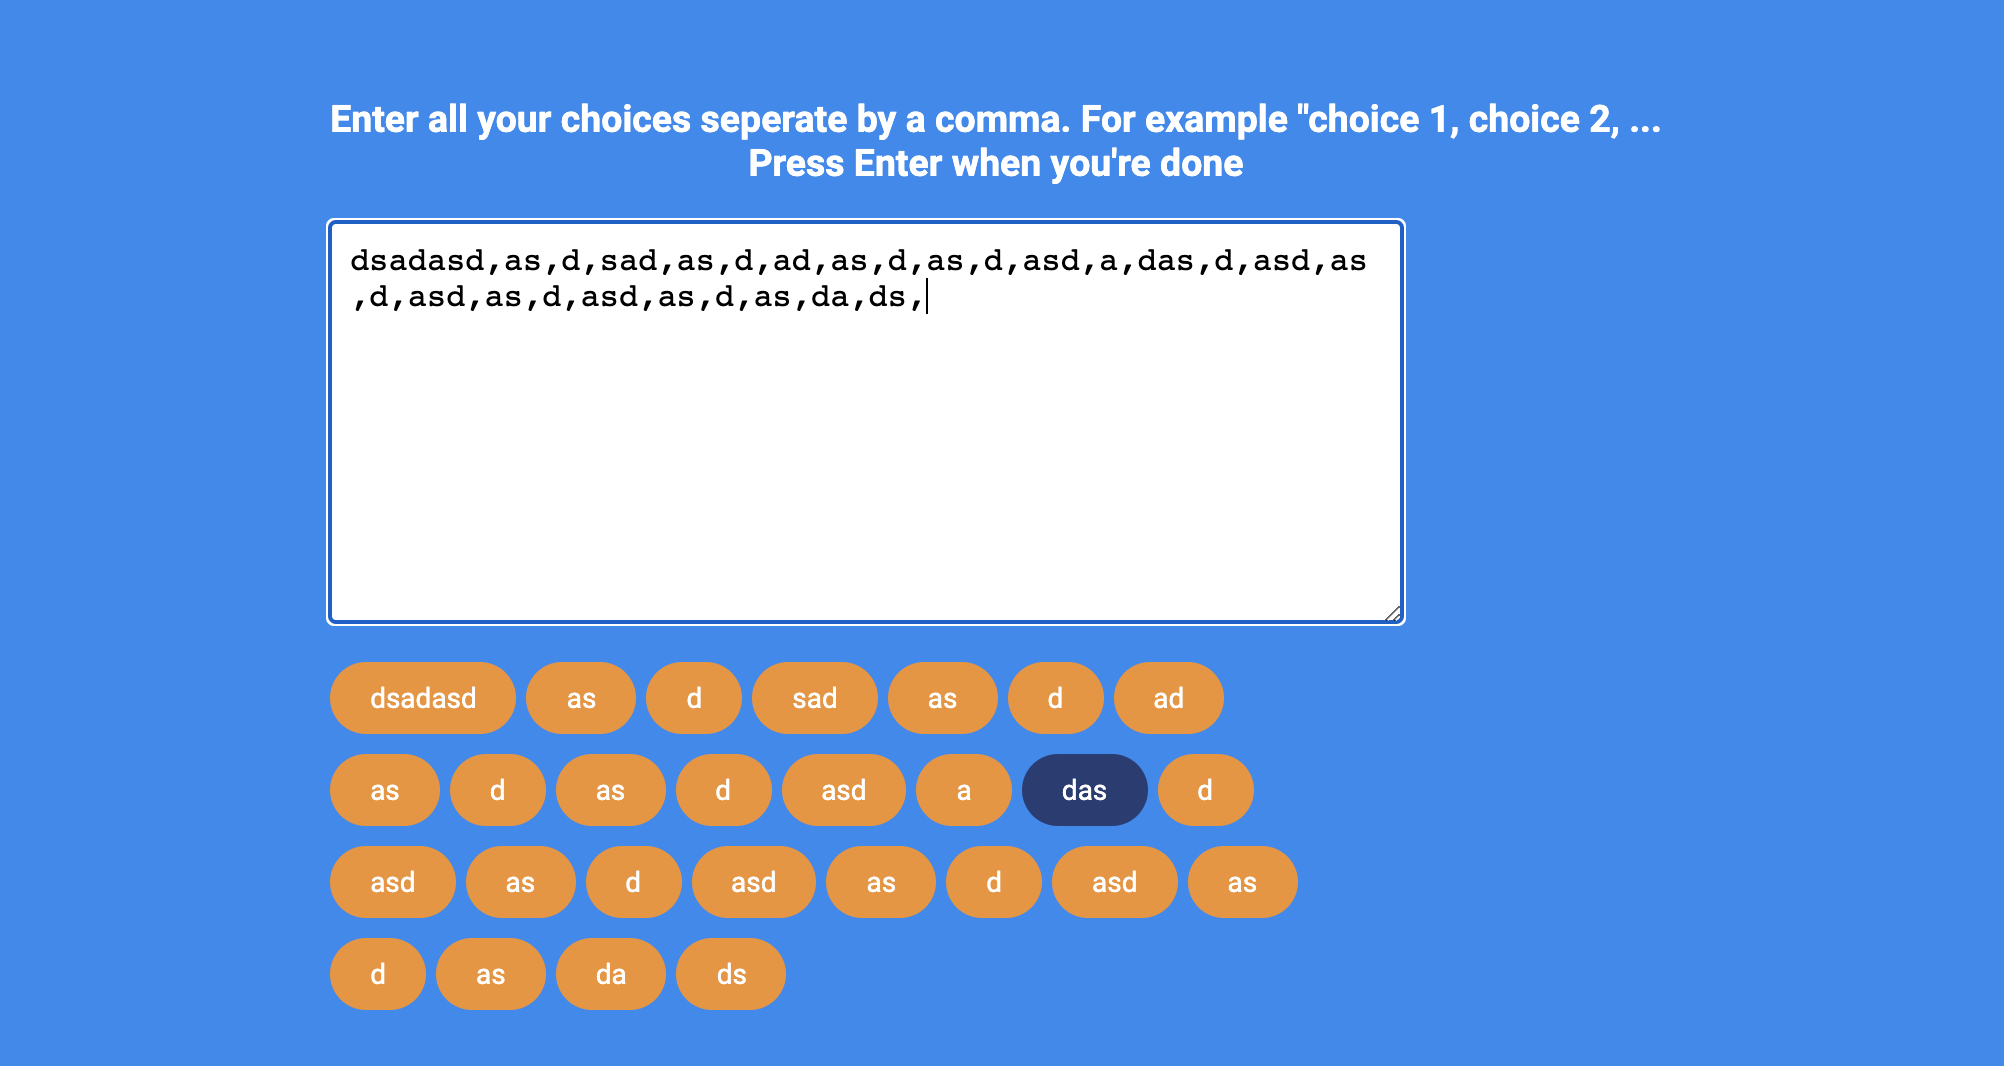 Enter all your choices seperate by a comma. For example "choice 1, choice 2, ...
Press Enter when you're done
dsadasd,as,d,sad,as,d,ad,as,d,as,d,asd,a,das,d,asd,as
,d,asd,as,d,asd,as,d,as,da,ds,
dsadasd as d sad as d ad
as d as d asd a das d
asd as d asd as d asd as
d as da ds